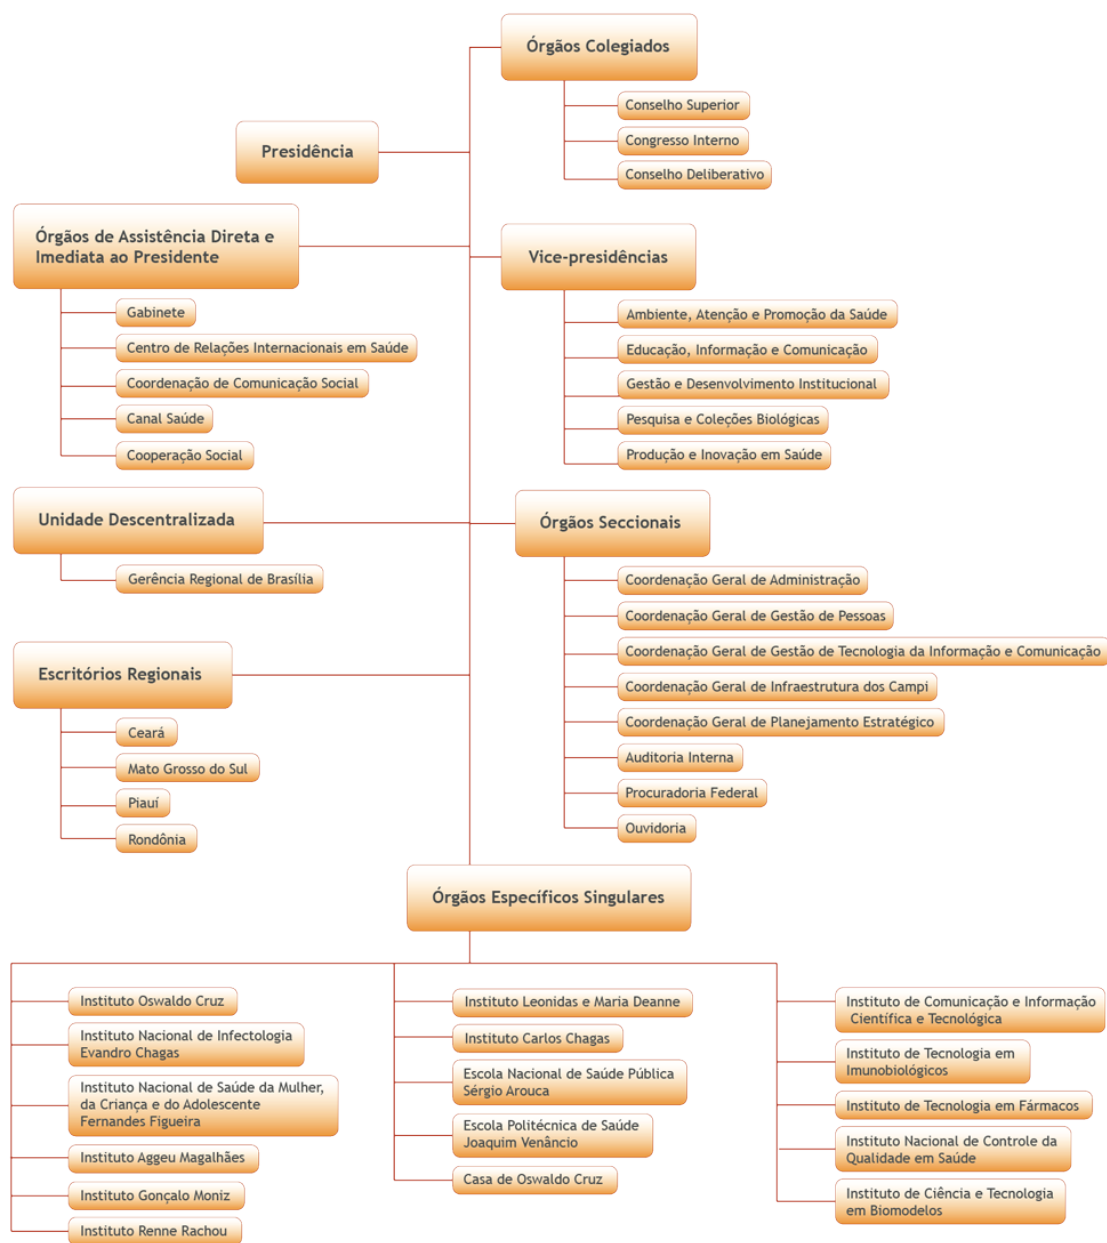 Órgãos Colegiados
Conselho Superior
Congresso Interno
Conselho Deliberativo
Presidência
Órgãos de Assistência Direta e
Imediata ao Presidente
Gabinete
Centro de Relações Internacionais em Saúde
Coordenação de Comunicação Social
Canal Saúde
Cooperação Social
Vice-presidências
Ambiente, Atenção e Promoção da Saúde
Educação, Informação e Comunicação
Gestão e Desenvolvimento Institucional
Pesquisa e Coleções Biológicas
Produção e Inovação em Saúde
Unidade Descentralizada
Gerência Regional de Brasília
Órgãos Seccionais
Coordenação Geral de Administração
Coordenação Geral de Gestão de Pessoas
Coordenação Geral de Gestão de Tecnologia da Informação e Comunicação
Coordenação Geral de Infraestrutura dos Campi
Coordenação Geral de Planejamento Estratégico
Auditoria Interna
Procuradoria Federal
Ouvidoria
Escritórios Regionais
Ceará
Mato Grosso do Sul
Piauí
Rondônia
Órgãos Específicos Singulares
Instituto Oswaldo Cruz
Instituto Nacional de Infectologia
Evandro Chagas
Instituto Nacional de Saúde da Mulher,
da Criança e do Adolescente
Fernandes Figueira
Instituto Aggeu Magalhães
Instituto Gonçalo Moniz
Instituto Renne Rachou
Instituto Leonidas e Maria Deanne
Instituto Carlos Chagas
Escola Nacional de Saúde Pública
Sérgio Arouca
Escola Politécnica de Saúde
Joaquim Venâncio
Casa de Oswaldo Cruz
Instituto de Comunicação e Informação
Científica e Tecnológica
Instituto de Tecnologia em
Imunobiológicos
Instituto de Tecnologia em Fármacos
Instituto Nacional de Controle da
Qualidade em Saúde
Instituto de Ciência e Tecnologia
em Biomodelos